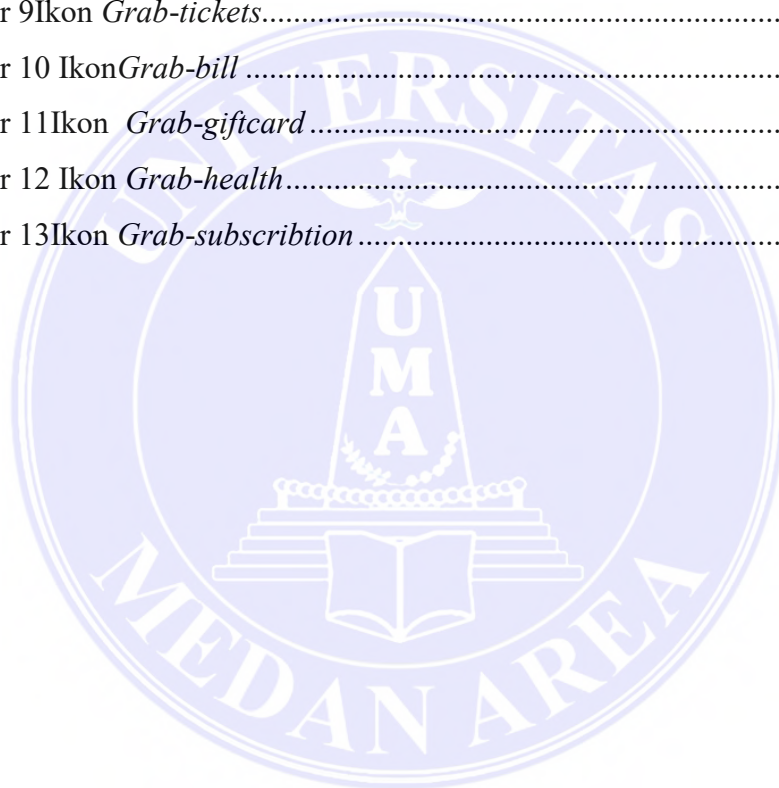 r 9Ikon Grab-tickets..........................................................................
r 10 IkonGrab-bill ............................................................................
r 11Ikon  Grab-giftcard ....................................................................
r 12 Ikon Grab-health.......................................................................
r 13Ikon Grab-subscribtion ..............................................................
UNIVERSITAS
U
M
A
MEDAN AREA